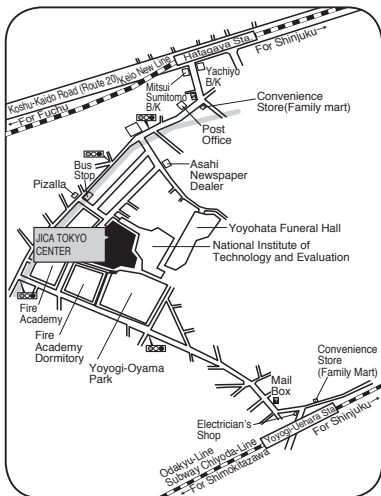 Hatagaya Sta.
For Shinjuku
Koshu-Kaido Road (Route 20)
Keio New Line
For Fuchu
Mitsui
Sumitomo
B/K
Yachiyo
B/K
Convenience
Store(Family mart)
Post
Office
Bus
Stop
Asahi
Newspaper
Dealer
Pizalla
Yoyohata Funeral Hall
JICA TOKYO
CENTER
National Institute of
Technology and Evaluation
Fire
Academy
Fire
Academy
Dormitory
Yoyogi-Oyama
Park
Convenience
Store
(Family Mart)
Mail
Box
Electrician's
Shop
Yoyogi-Uehara Sta.
For Shinjuku
Odakyu-Line
Subway Chiyoda-Line
For Shimokitazawa